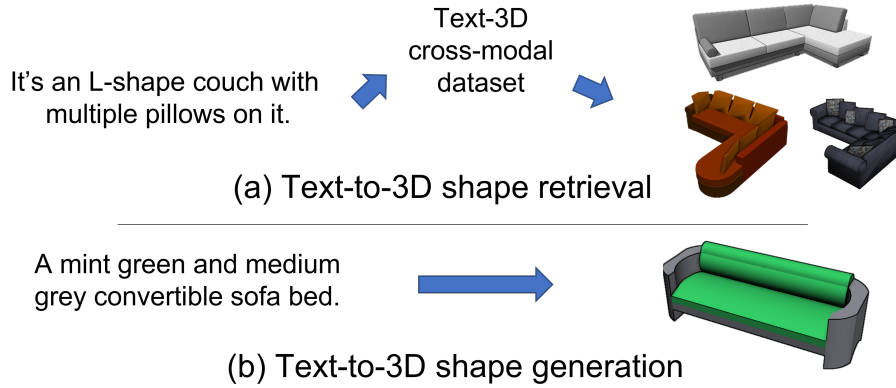 It's an L-shape couch with
multiple pillows on it.
Text-3D
cross-modal
dataset
(a) Text-to-3D shape retrieval
A mint green and medium
grey convertible sofa bed.
(b) Text-to-3D shape generation